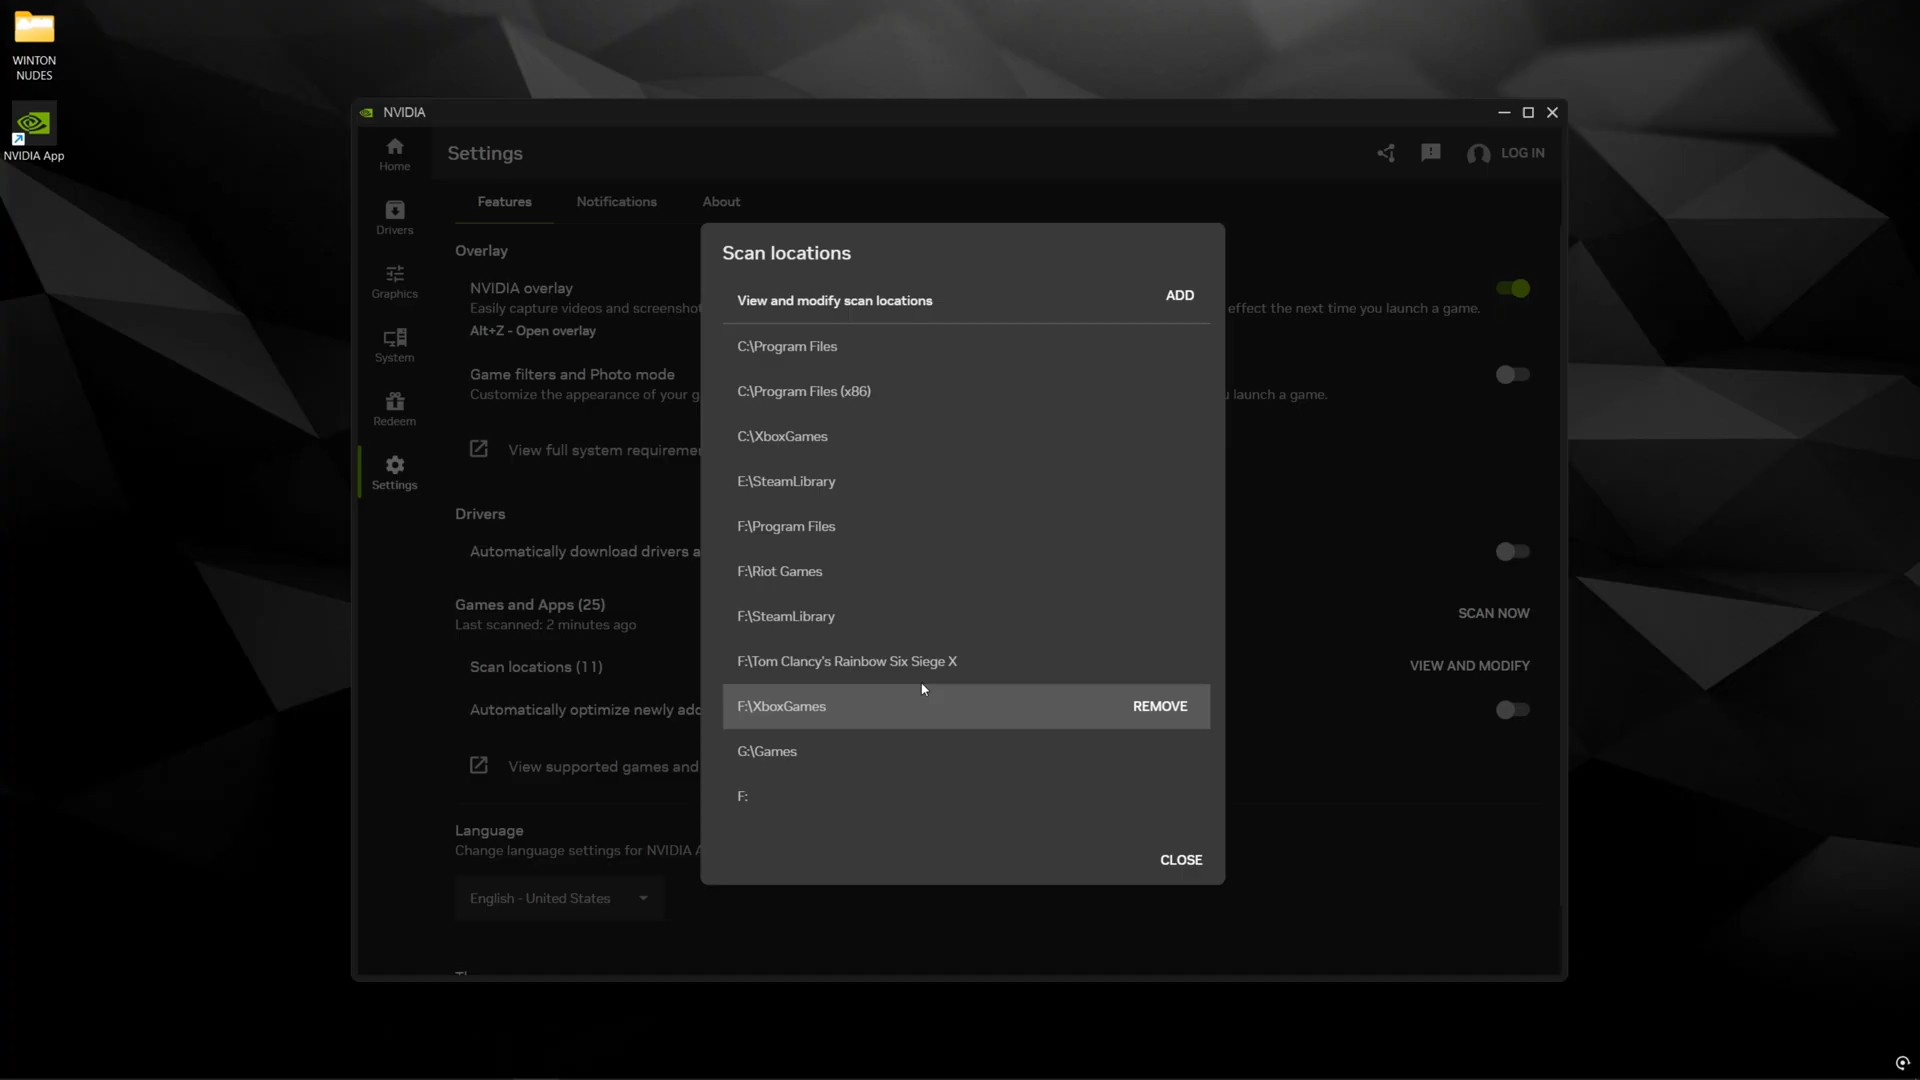 WINTON
NUDES
NVIDIA App
NVIDIA
Home
Drivers
Graphics
System
Redeem
Settings
Settings
LOG IN
Features
Notifications
About
Overlay
NVIDIA overlay
Easily capture videos and screenshot
effect the next time you launch a game.
Alt+Z - Open overlay
Game filters and Photo mode
Customize the appearance of your g
launch a game.
View full system requiremen
Drivers
Automatically download drivers a
Games and Apps (25)
Last scanned: 2 minutes ago
SCAN NOW
Scan locations (11)
VIEW AND MODIFY
Automatically optimize newly add
View supported games and
Language
Change language settings for NVIDIA A
English - United States
Scan locations
View and modify scan locations
ADD
C:\Program Files
C:\Program Files (x86)
C:\XboxGames
E:\SteamLibrary
F:\Program Files
F:\Riot Games
F:\SteamLibrary
F:\Tom Clancy's Rainbow Six Siege X
F:\XboxGames
REMOVE
G:\Games
F:
CLOSE